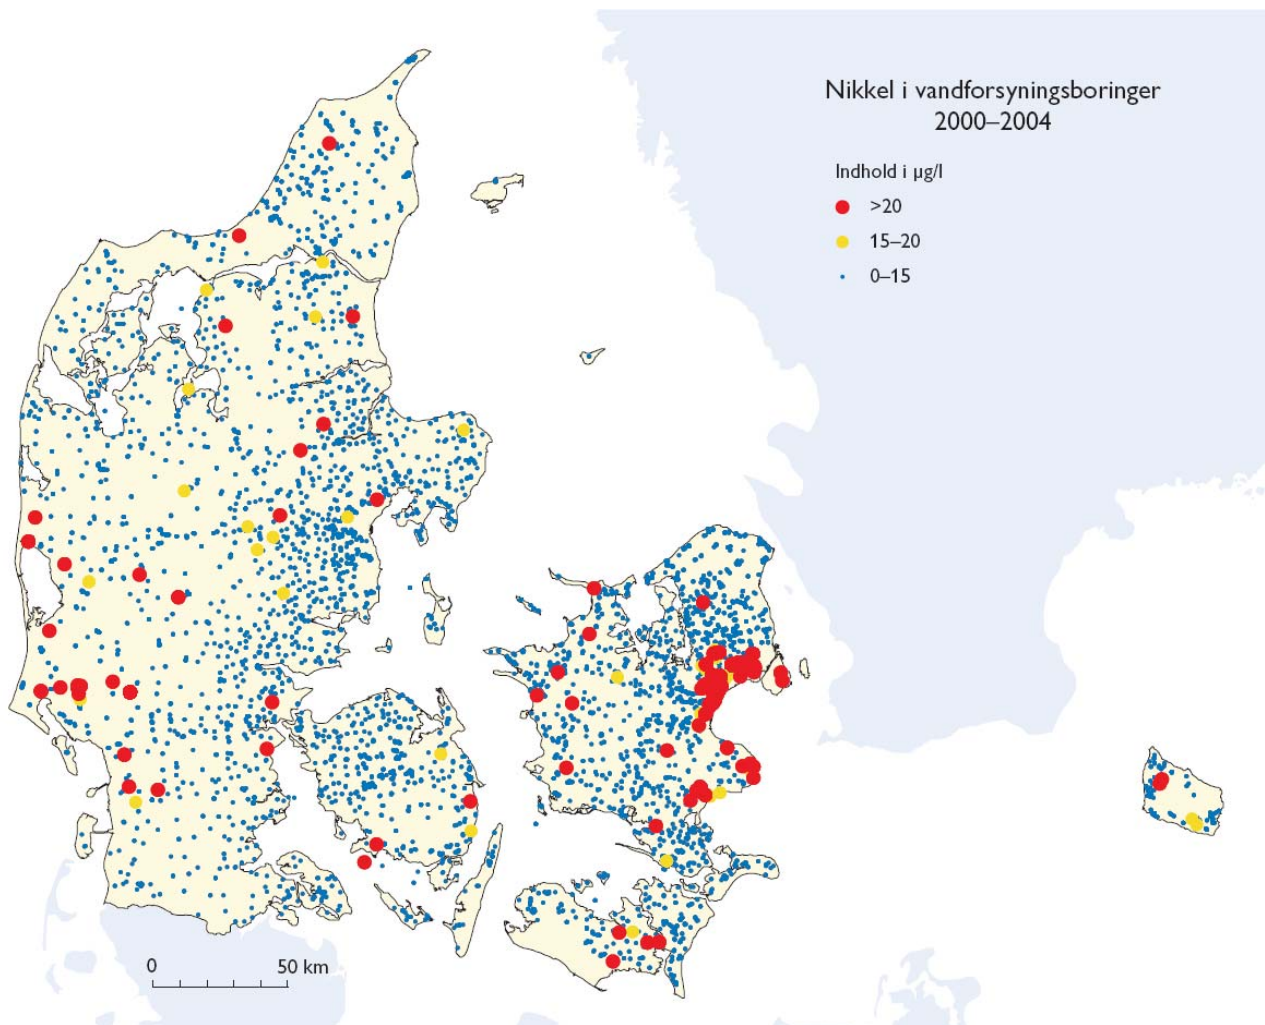 Nikkel i vandforsyningsboringer
2000–2004
Indhold i µg/l
>20
15–20
0–15
0 50 km